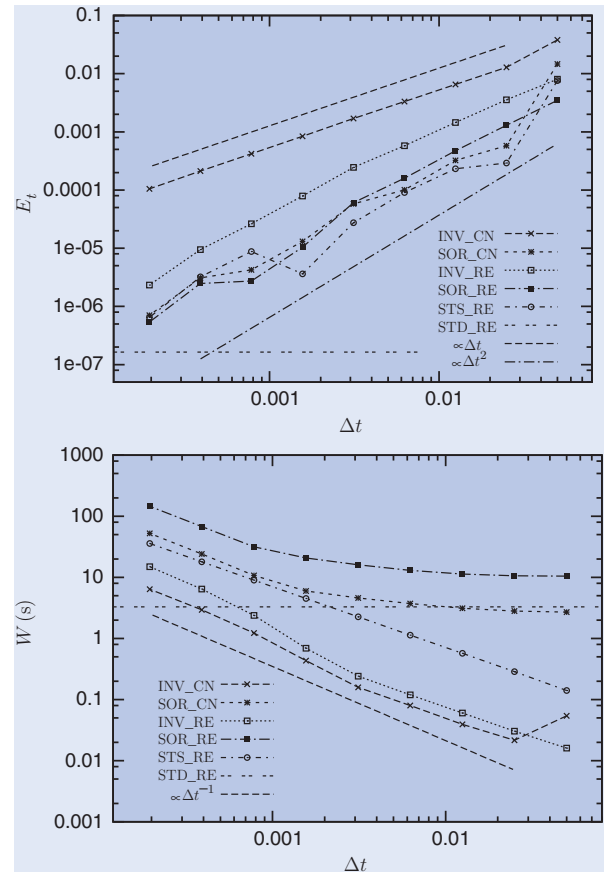 0.1
0.01
0.001
0.0001
1e-05
1e-06
1e-07
E_t
INV_CN
SOR_CN
INV_RE
SOR_RE
STS_RE
STD_RE
∝Δt
∝Δt²
0.001
0.01
Δt
1000
100
10
1
0.1
0.01
0.001
W (s)
INV_CN
SOR_CN
INV_RE
SOR_RE
STS_RE
STD_RE
∝Δt⁻¹
0.001
0.01
Δt